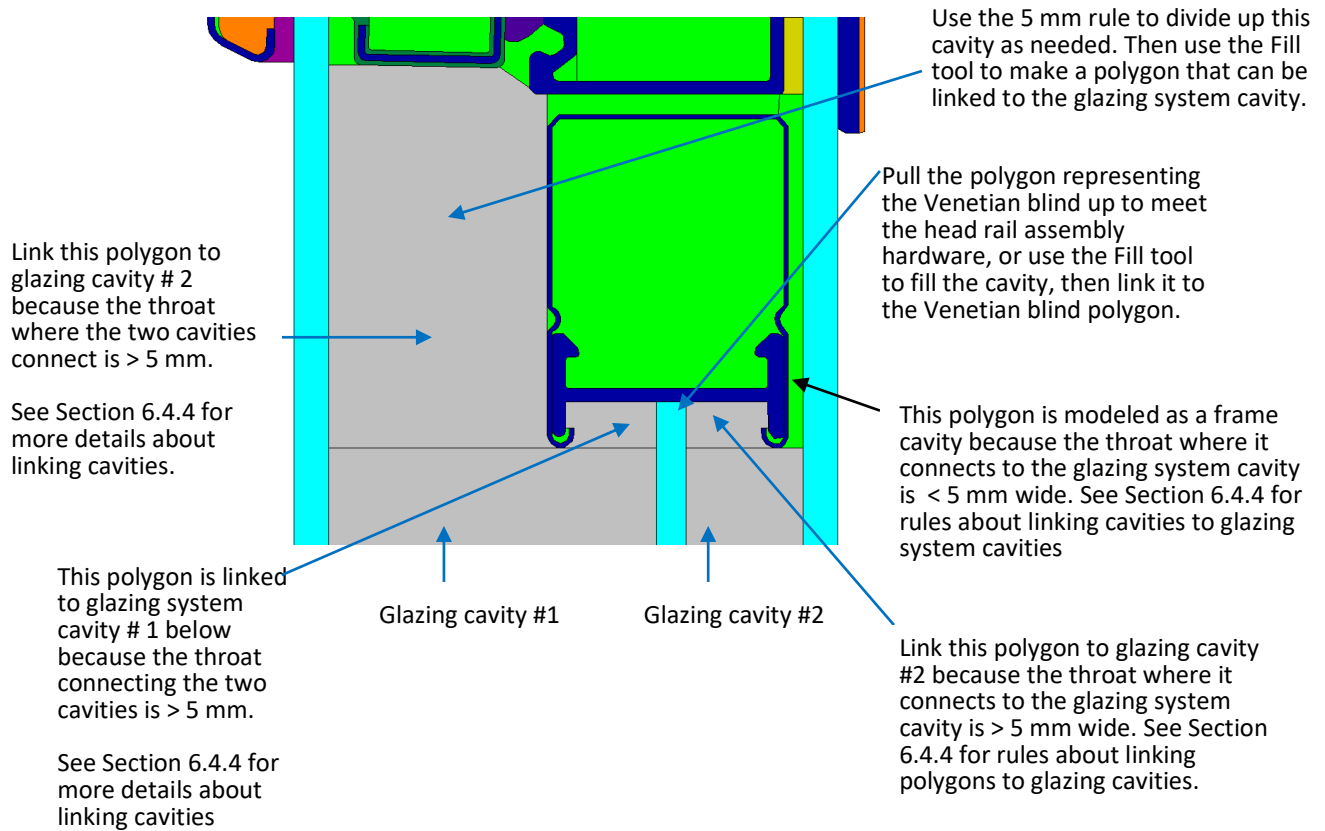 Use the 5 mm rule to divide up this
cavity as needed. Then use the Fill
tool to make a polygon that can be
linked to the glazing system cavity.
Pull the polygon representing
the Venetian blind up to meet
the head rail assembly
hardware, or use the Fill tool
to fill the cavity, then link it to
the Venetian blind polygon.
Link this polygon to
glazing cavity # 2
because the throat
where the two cavities
connect is > 5 mm.
See Section 6.4.4 for
more details about
linking cavities.
This polygon is modeled as a frame
cavity because the throat where it
connects to the glazing system cavity
is < 5 mm wide. See Section 6.4.4 for
rules about linking cavities to glazing
system cavities
This polygon is linked
to glazing system
cavity # 1 below
because the throat
connecting the two
cavities is > 5 mm.
See Section 6.4.4 for
more details about
linking cavities
Glazing cavity #1
Glazing cavity #2
Link this polygon to glazing cavity
#2 because the throat where it
connects to the glazing system
cavity is > 5 mm wide. See Section
6.4.4 for rules about linking
polygons to glazing cavities.